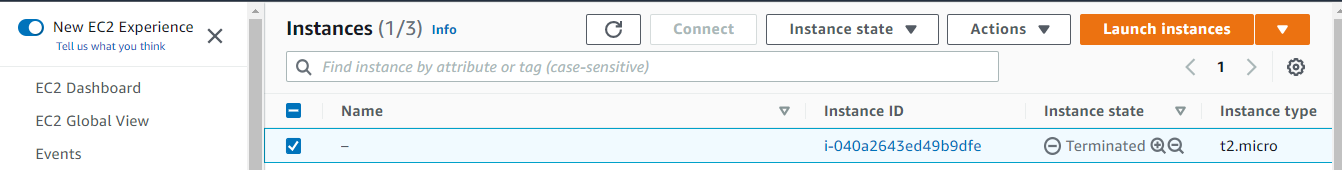 New EC2 Experience
Tell us what you think
EC2 Dashboard
EC2 Global View
Events
Instances (1/3) Info
Connect Instance state Actions Launch instances
Find instance by attribute or tag (case-sensitive)
1
Name Instance ID Instance state Instance type
– i-040a2643ed49b9dfe Terminated t2.micro